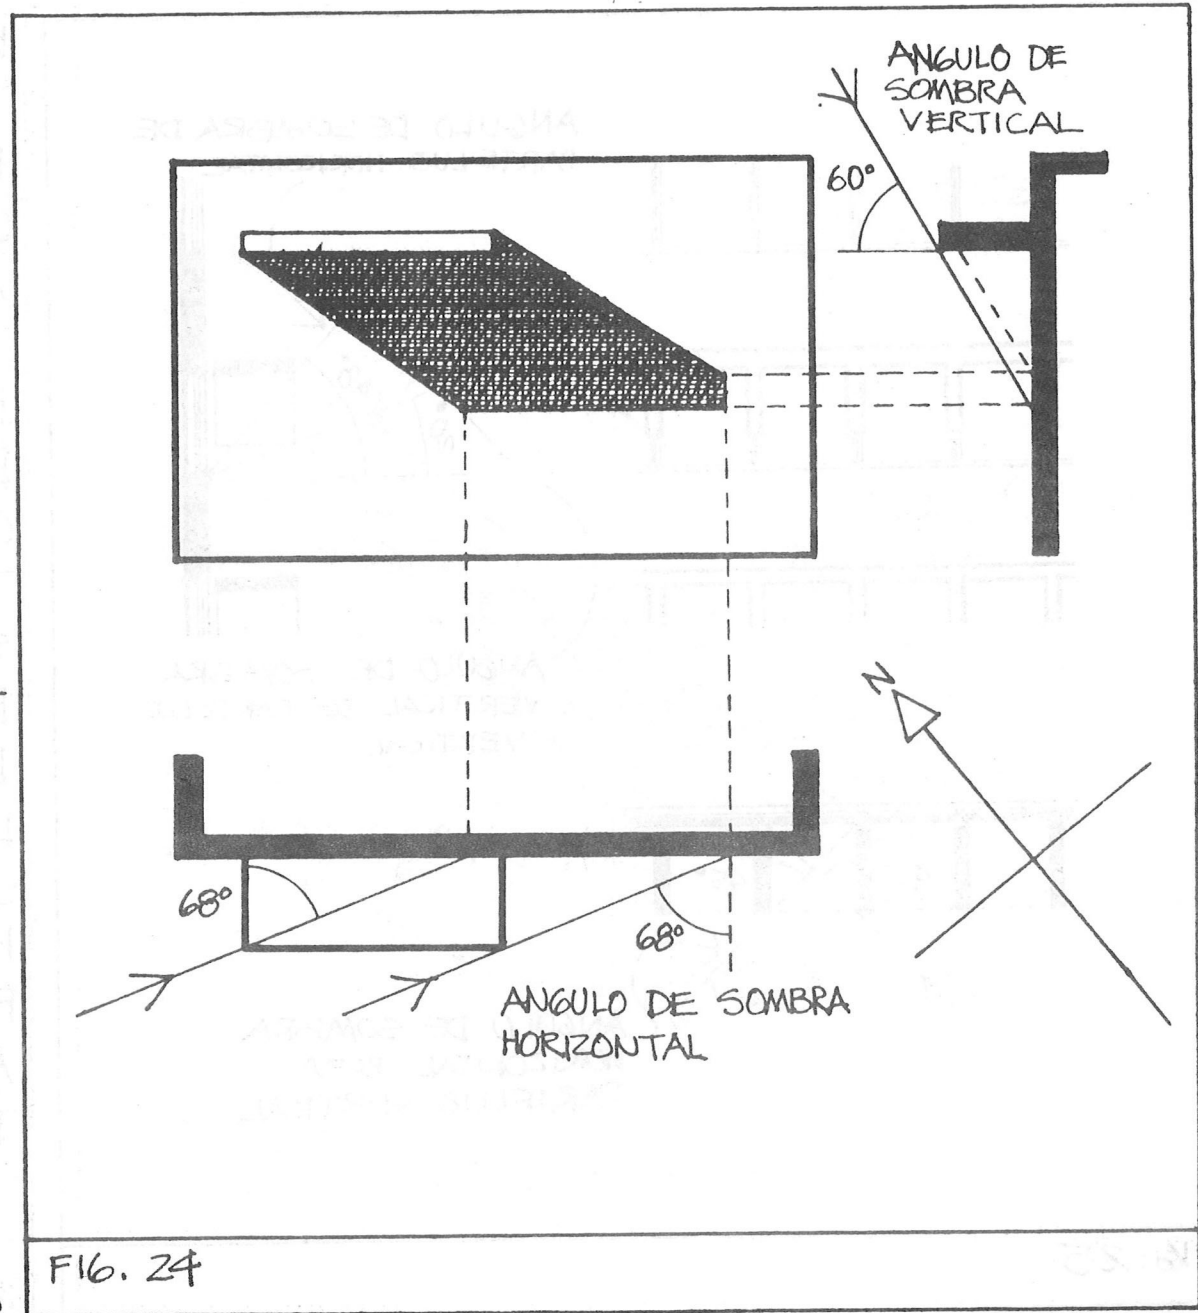 ANGULO DE
SOMBRA
VERTICAL
60°
N
68°
68°
ANGULO DE SOMBRA
HORIZONTAL
FIG. 24